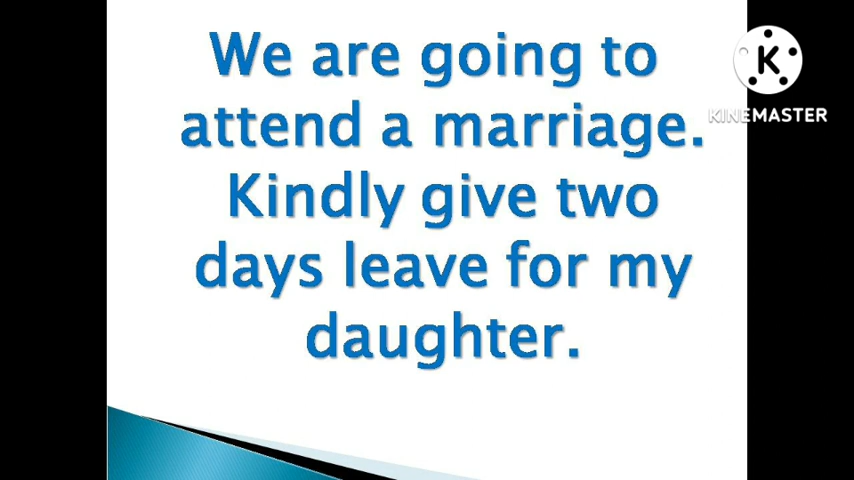 We are going to
attend a marriage.
Kindly give two
days leave for my
daughter.
K
KINEMASTER